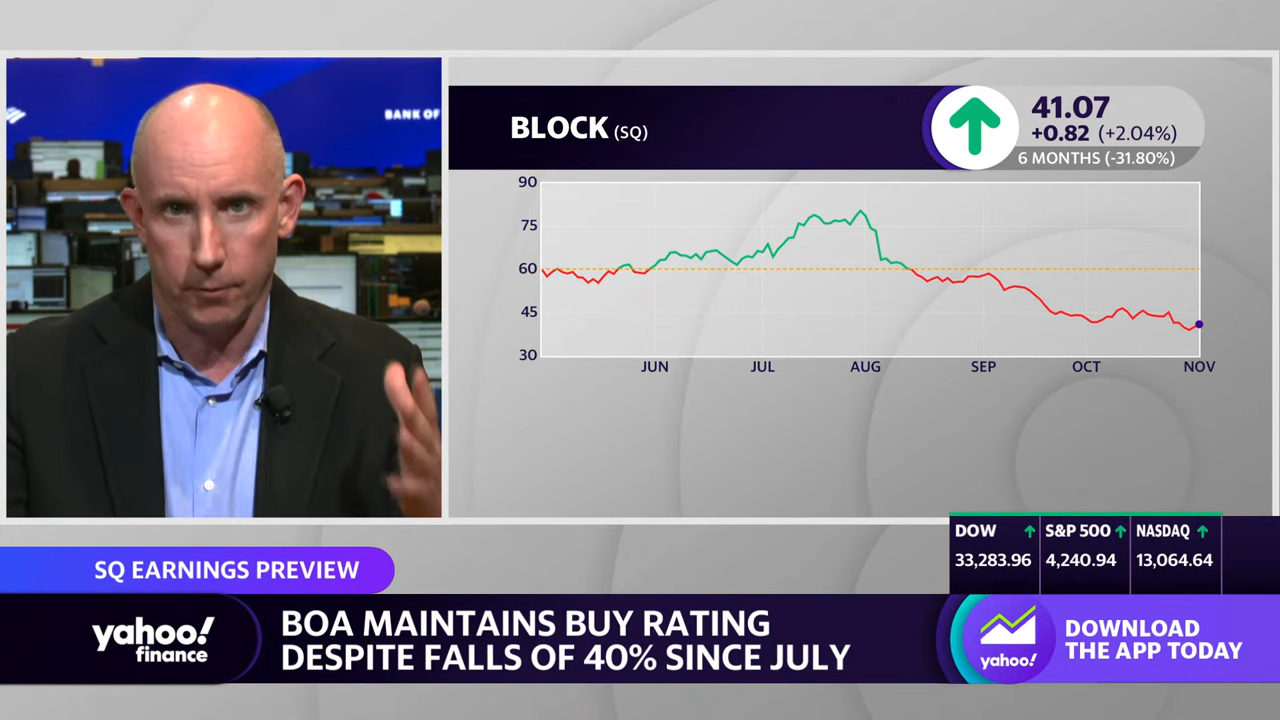 BANK OF
BLOCK (SQ)
41.07
+0.82 (+2.04%)
6 MONTHS (-31.80%)
90
75
60
45
30
JUN JUL AUG SEP OCT NOV
DOW S&P 500 NASDAQ
33,283.96 4,240.94 13,064.64
SQ EARNINGS PREVIEW
yahoo!
finance
BOA MAINTAINS BUY RATING
DESPITE FALLS OF 40% SINCE JULY
yahoo!
DOWNLOAD
THE APP TODAY